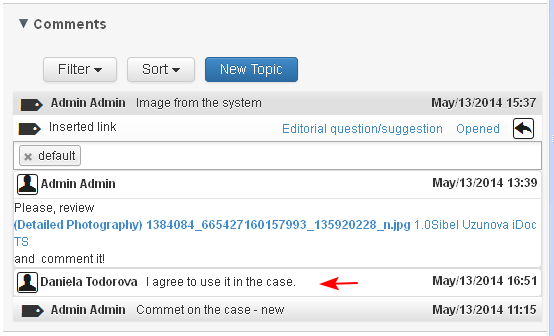 Comments
Filter Sort New Topic
Admin Admin Image from the system May/13/2014 15:37
Inserted link Editorial question/suggestion Opened
default
Admin Admin May/13/2014 13:39
Please, review
(Detailed Photography) 1384084_665427160157993_135920228_n.jpg 1.0Sibel Uzunova iDoc
TS
and comment it!
Daniela Todorova I agree to use it in the case. May/13/2014 16:51
Admin Admin Commet on the case - new May/13/2014 11:15